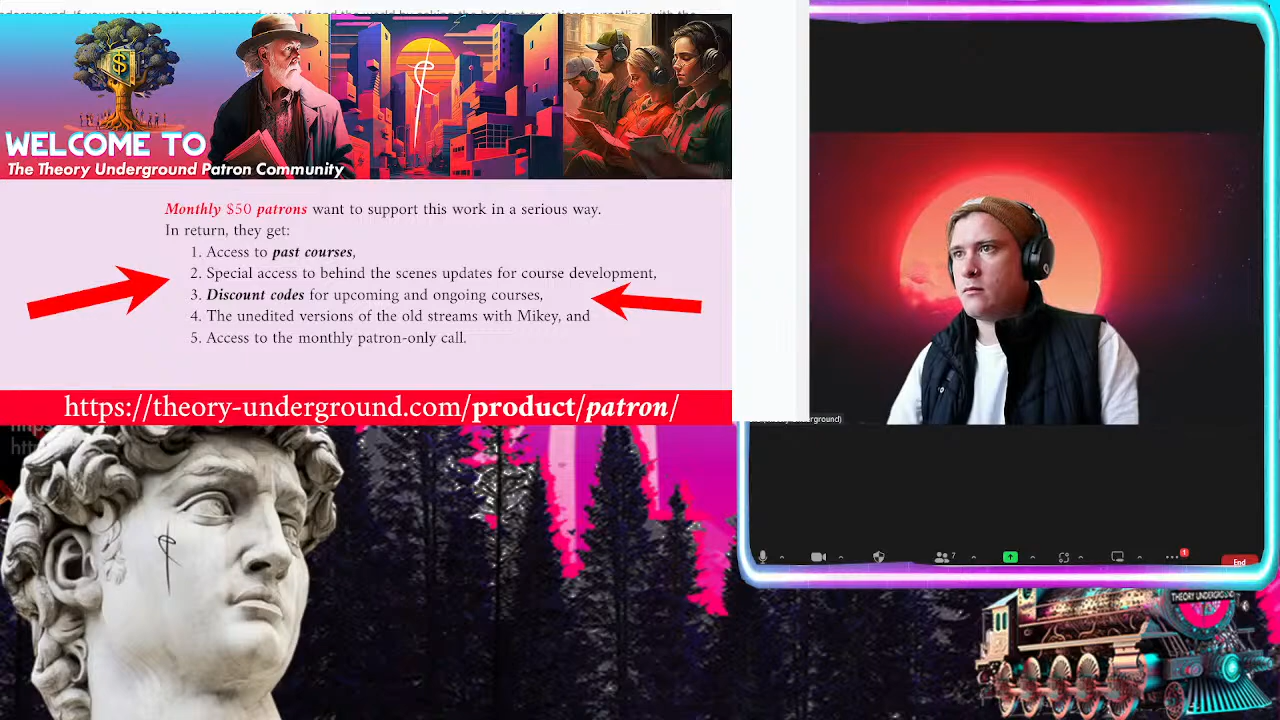 WELCOME TO
The Theory Underground Patron Community
Monthly $50 patrons want to support this work in a serious way.
In return, they get:
1. Access to past courses,
2. Special access to behind the scenes updates for course development,
3. Discount codes for upcoming and ongoing courses,
4. The unedited versions of the old streams with Mikey, and
5. Access to the monthly patron-only call.
https://theory-underground.com/product/patron/
7
1
End
THEORY UNDERGROUND